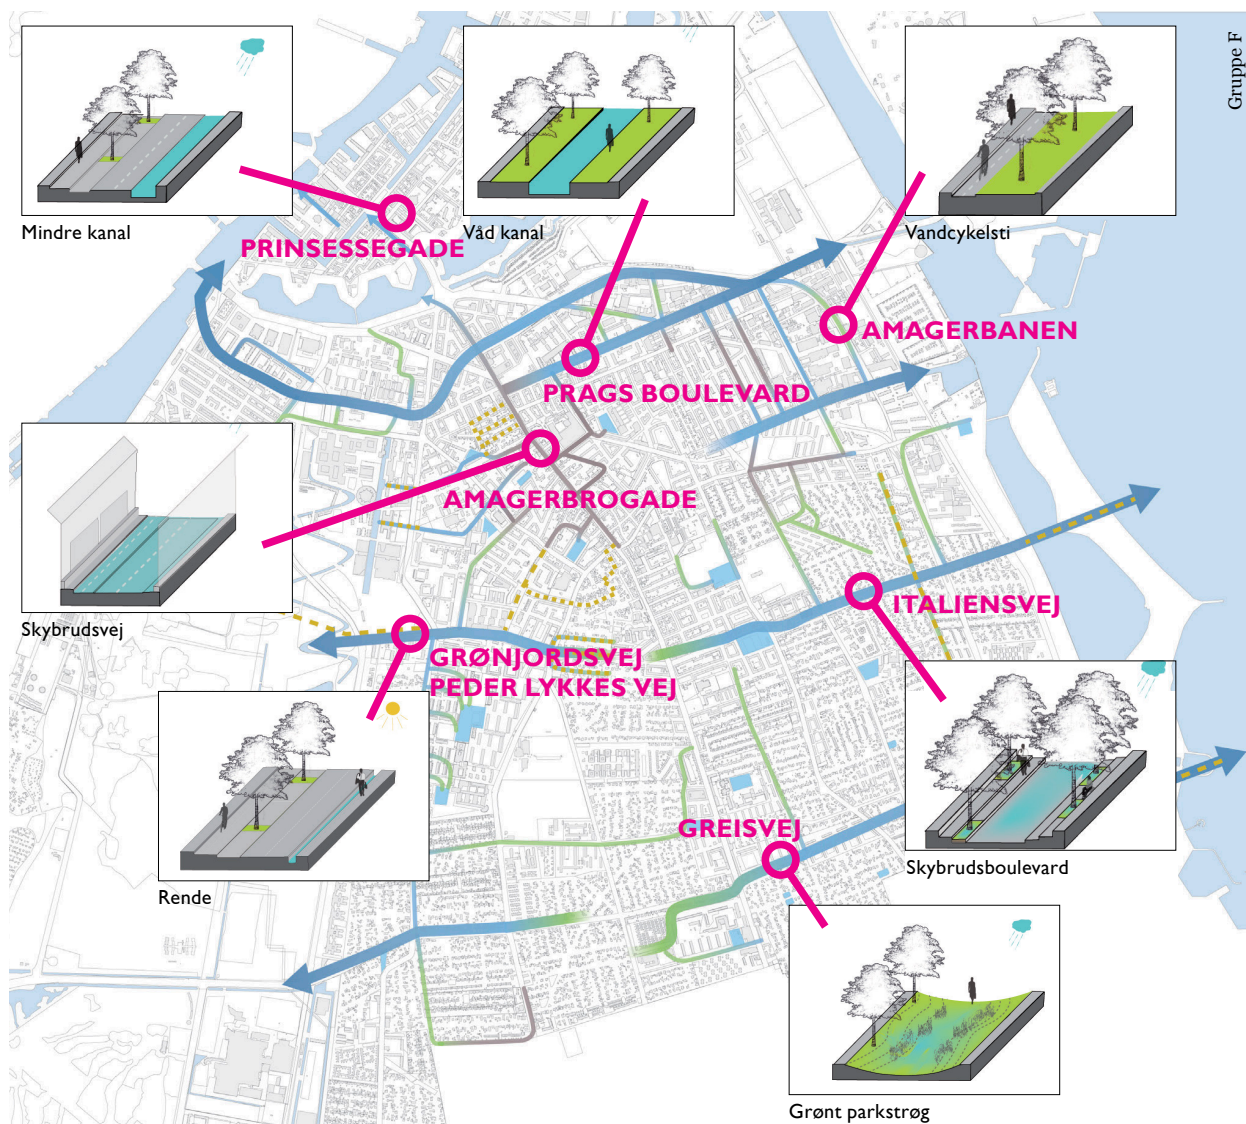 Gruppe F
Mindre kanal
Våd kanal
Vandcykelsti
PRINSESSEGADE
AMAGERBANEN
PRAGS BOULEVARD
AMAGERBROGADE
Skybrudsvej
ITALIENSVEJ
GRØNJORDSVEJ
PEDER LYKKES VEJ
Rende
GREISVEJ
Skybrudsboulevard
Grønt parkstrøg